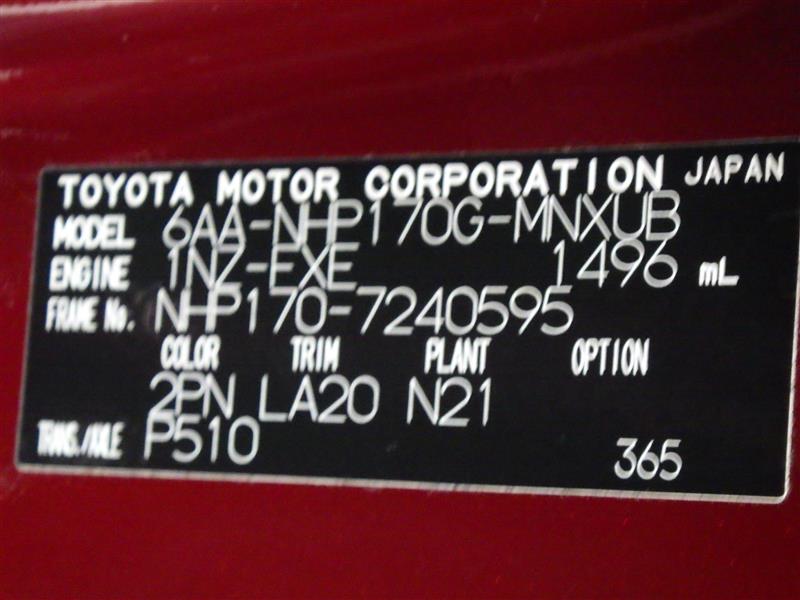 TOYOTA MOTOR CORPORATION JAPAN
MODEL 6AA-NHP170G-MNXUB
ENGINE 1NZ-FXE 1496 mL
FRAME No. NHP170-7240595
COLOR TRIM PLANT OPTION
2PN LA20 N21
TRANS./AXLE P510 365